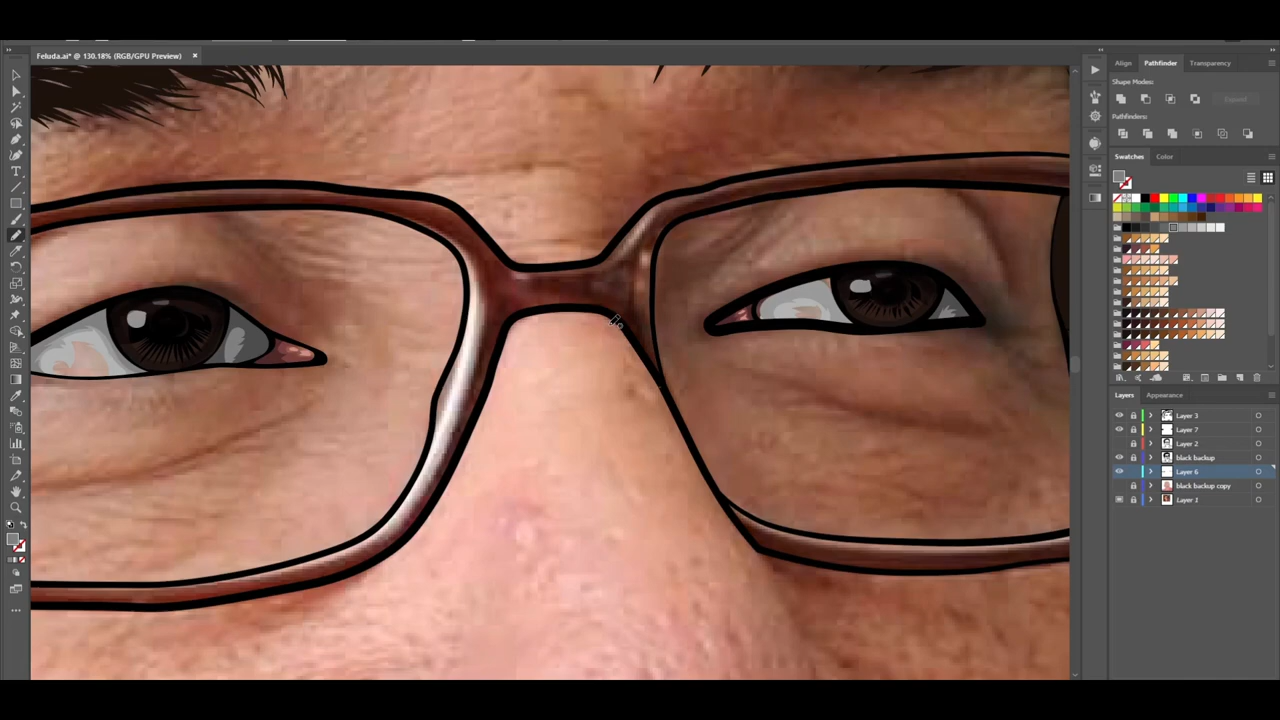 Feluda.ai* @ 130.18% (RGB/GPU Preview) ×
Align Pathfinder Transparency
Shape Modes:
Expand
Pathfinders:
Swatches Color
Layers Appearance
Layer 3
Layer 7
Layer 2
black backup
Layer 6
black backup copy
Layer 1